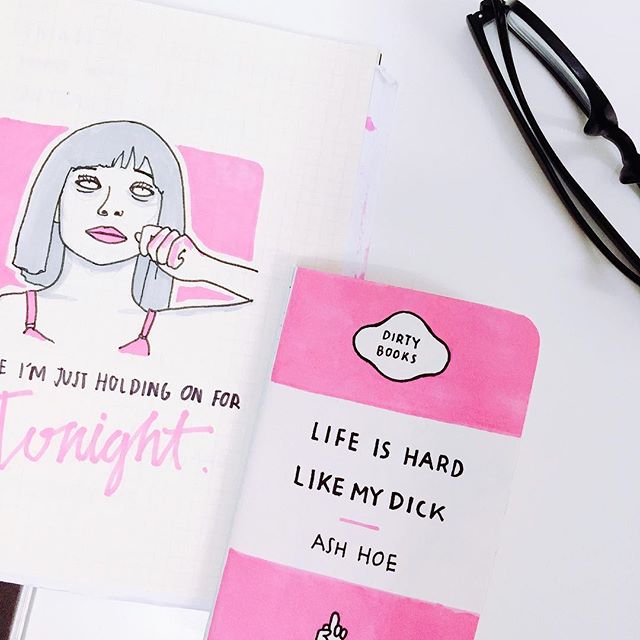 E I'M JUST HOLDING ON FOR
Tonight.
DIRTY
BOOKS
LIFE IS HARD
LIKE MY DICK
ASH HOE